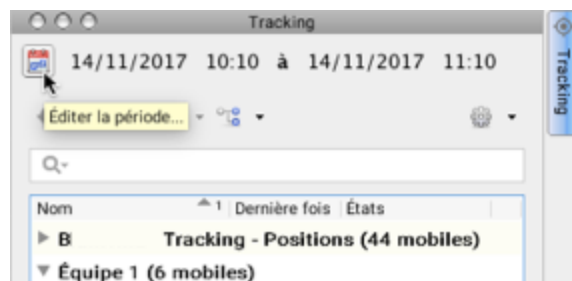 Tracking
14/11/2017 10:10 à 14/11/2017 11:10
Tracking
Éditer la période...
Nom 1 Dernière fois États
B Tracking - Positions (44 mobiles)
Équipe 1 (6 mobiles)